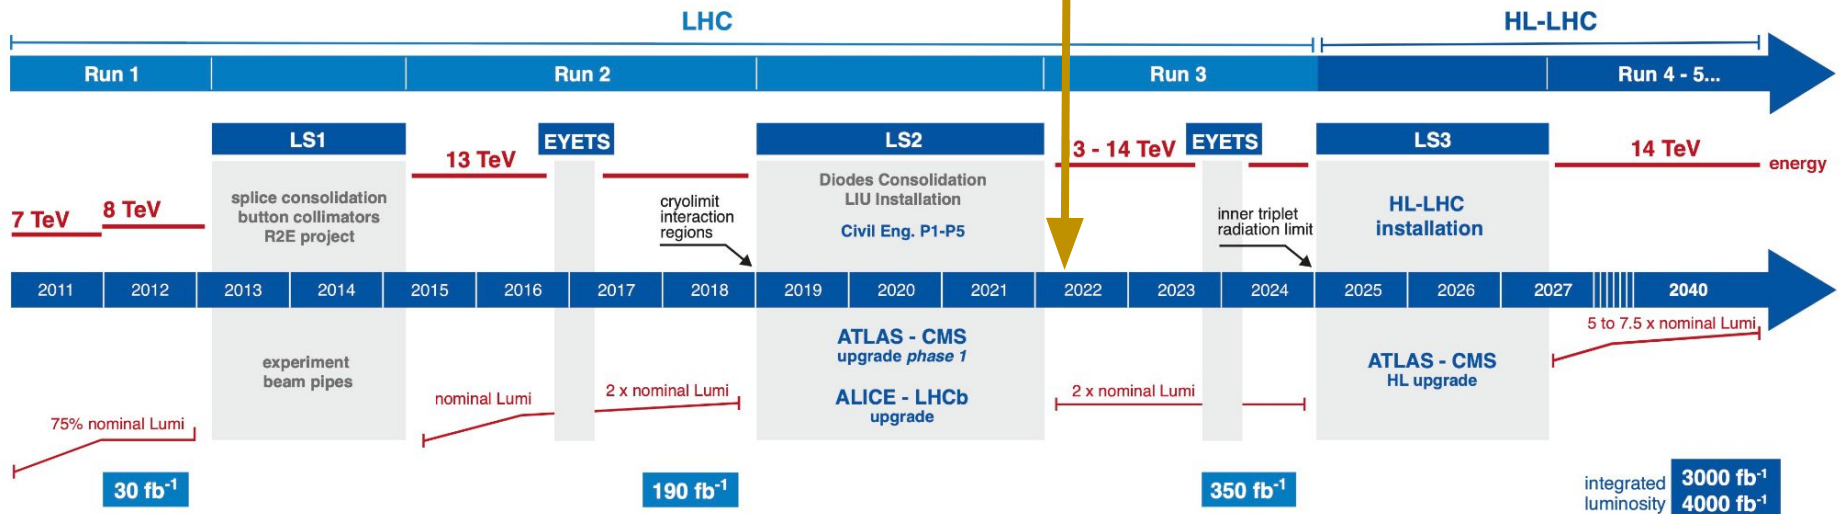 LHC
HL-LHC
Run 1
Run 2
Run 3
Run 4 - 5...
LS1
EYETS
LS2
EYETS
LS3
13 TeV
3 - 14 TeV
14 TeV
energy
7 TeV
8 TeV
splice consolidation
button collimators
R2E project
cryolimit
interaction
regions
Diodes Consolidation
LIU Installation
Civil Eng. P1-P5
inner triplet
radiation limit
HL-LHC
installation
2011
2012
2013
2014
2015
2016
2017
2018
2019
2020
2021
2022
2023
2024
2025
2026
2027
2040
5 to 7.5 x nominal Lumi
experiment
beam pipes
ATLAS - CMS
upgrade phase 1
ALICE - LHCb
upgrade
ATLAS - CMS
HL upgrade
75% nominal Lumi
nominal Lumi
2 x nominal Lumi
2 x nominal Lumi
30 fb⁻¹
190 fb⁻¹
350 fb⁻¹
integrated
luminosity
3000 fb⁻¹
4000 fb⁻¹